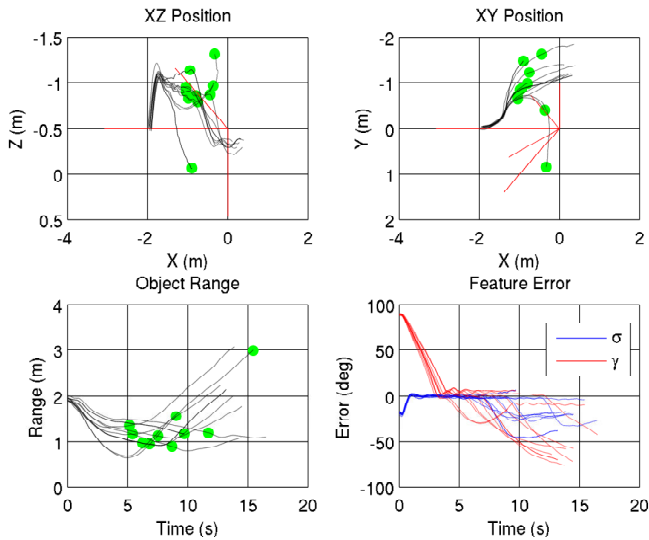 XZ Position
XY Position
-1.5
-1
-0.5
0
0.5
Z (m)
-4
-2
0
2
X (m)
-2
-1
0
1
2
Y (m)
-4
-2
0
2
X (m)
Object Range
Feature Error
4
3
2
1
0
Range (m)
0
5
10
15
20
Time (s)
100
50
0
-50
-100
Error (deg)
σ
γ
0
5
10
15
20
Time (s)